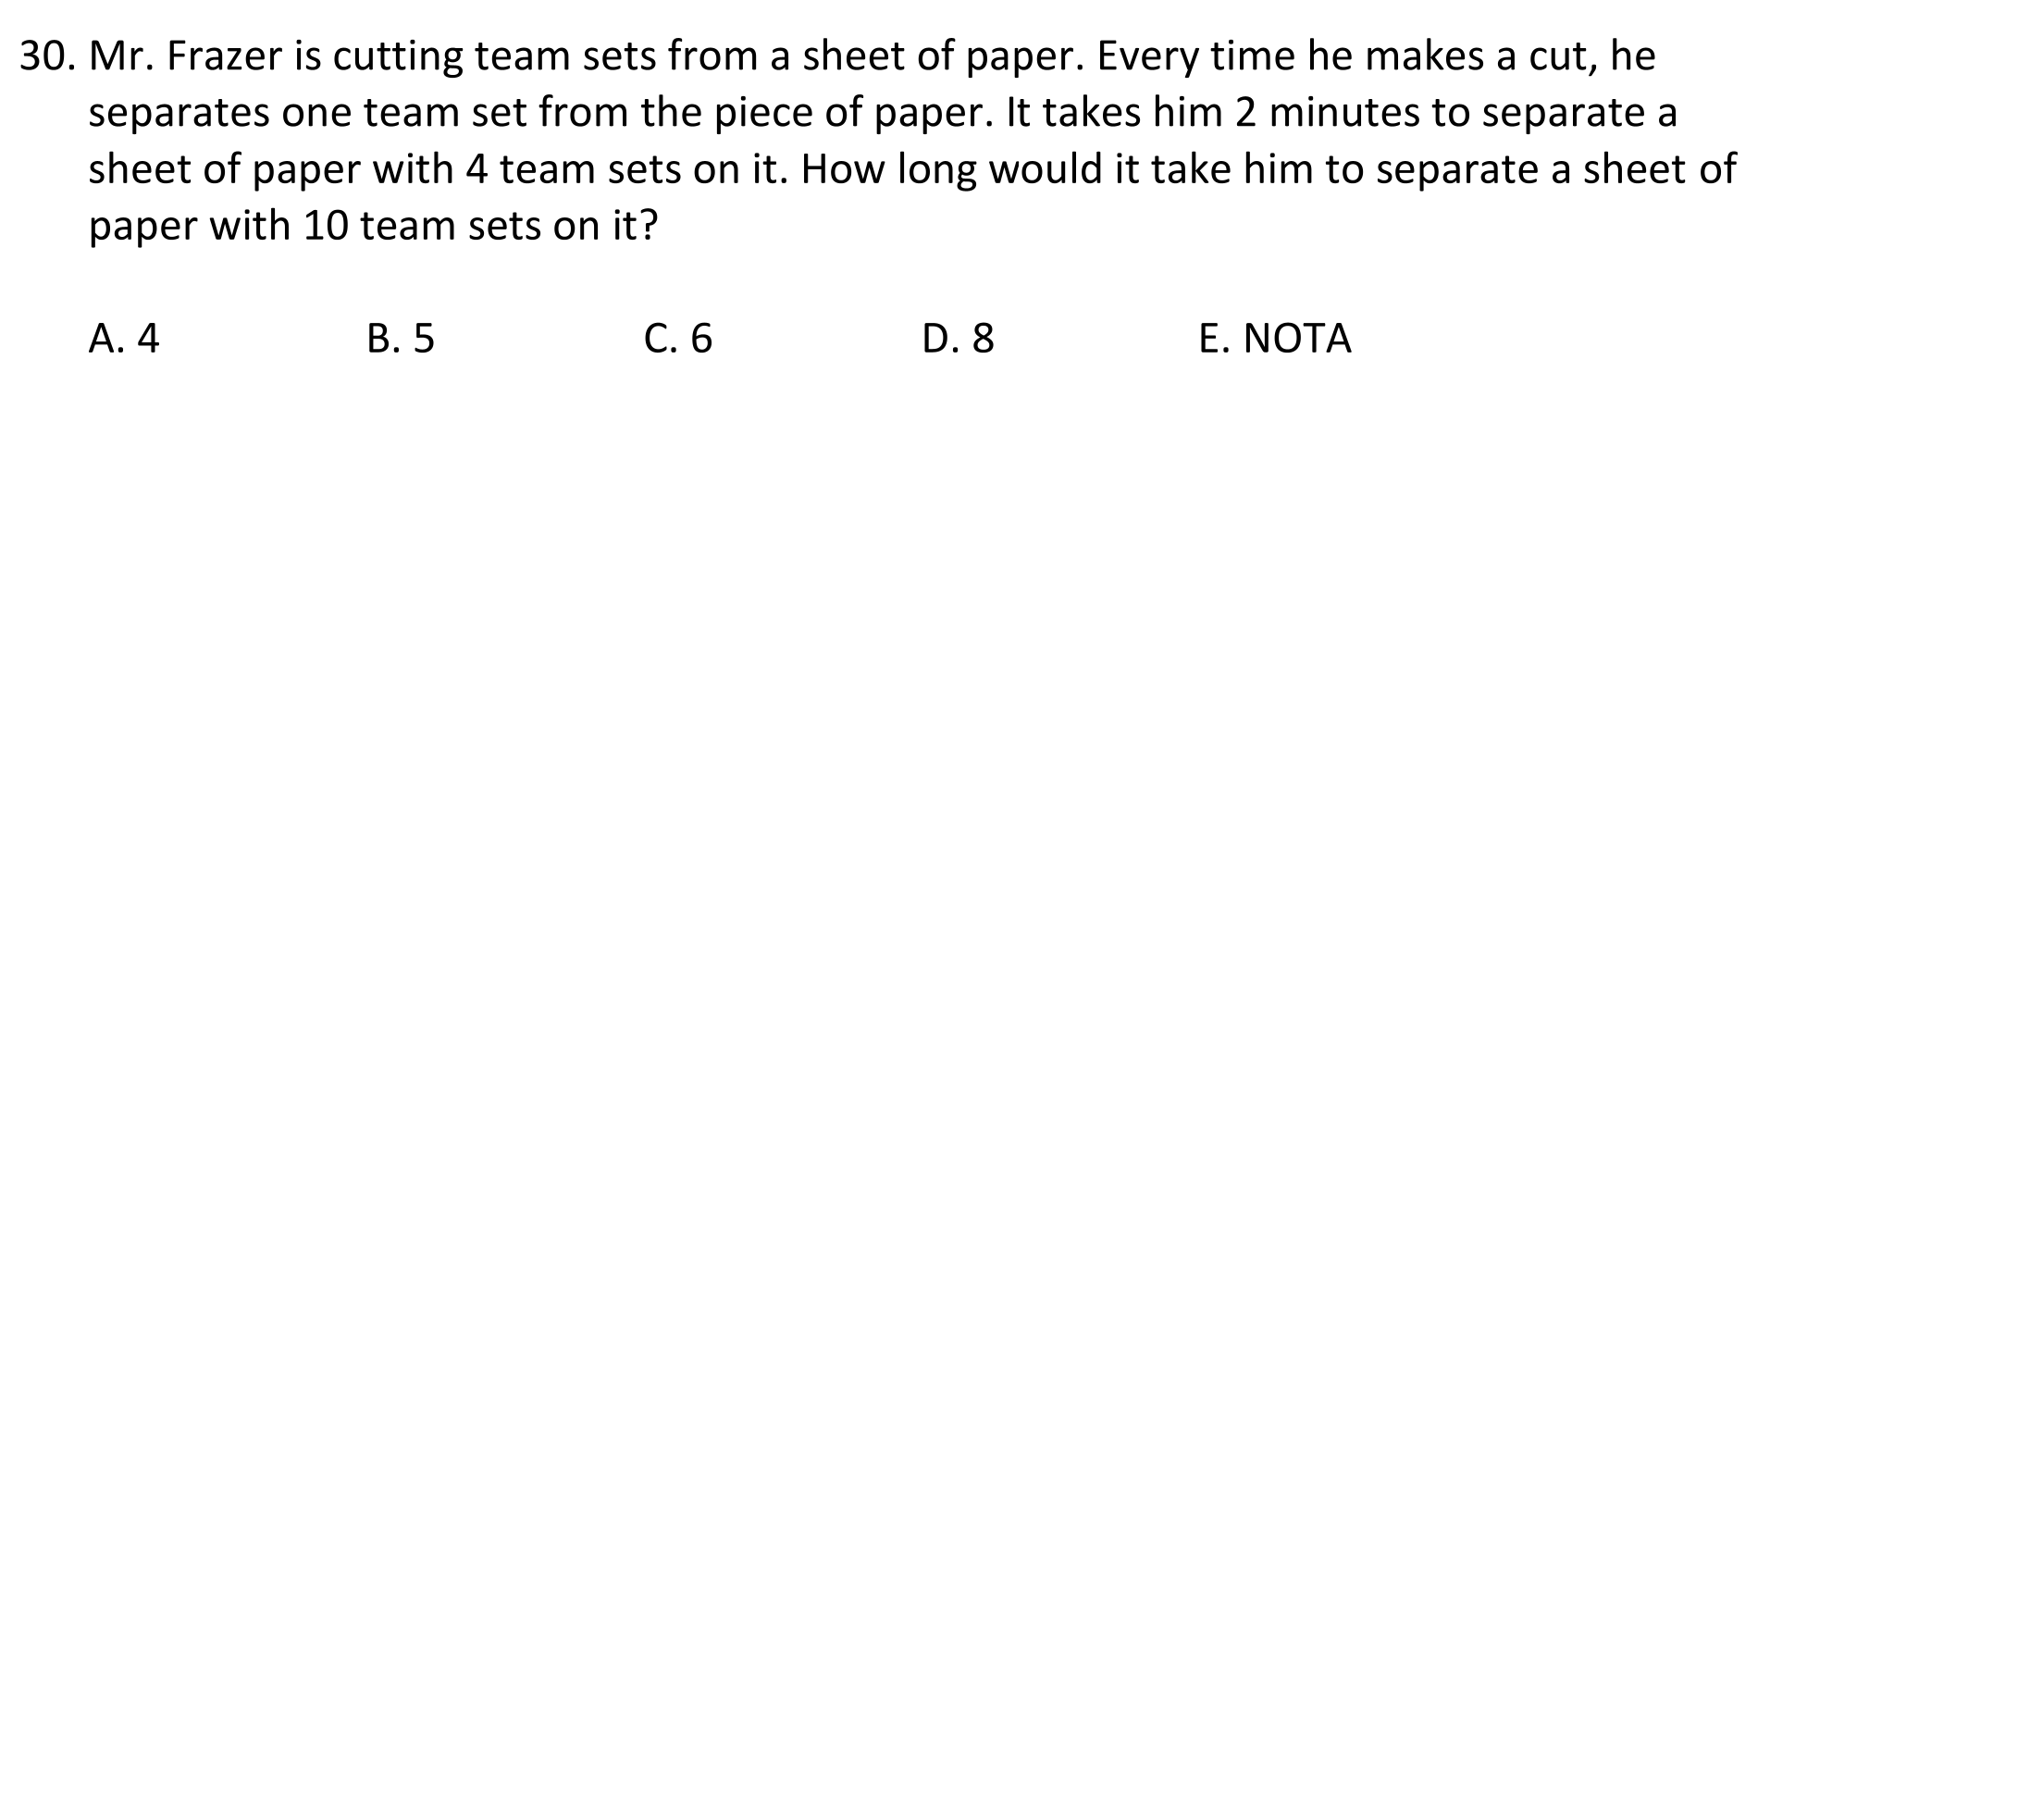 30. Mr. Frazer is cutting team sets from a sheet of paper. Every time he makes a cut, he
separates one team set from the piece of paper. It takes him 2 minutes to separate a
sheet of paper with 4 team sets on it. How long would it take him to separate a sheet of
paper with 10 team sets on it?
A. 4 B. 5 C. 6 D. 8 E. NOTA